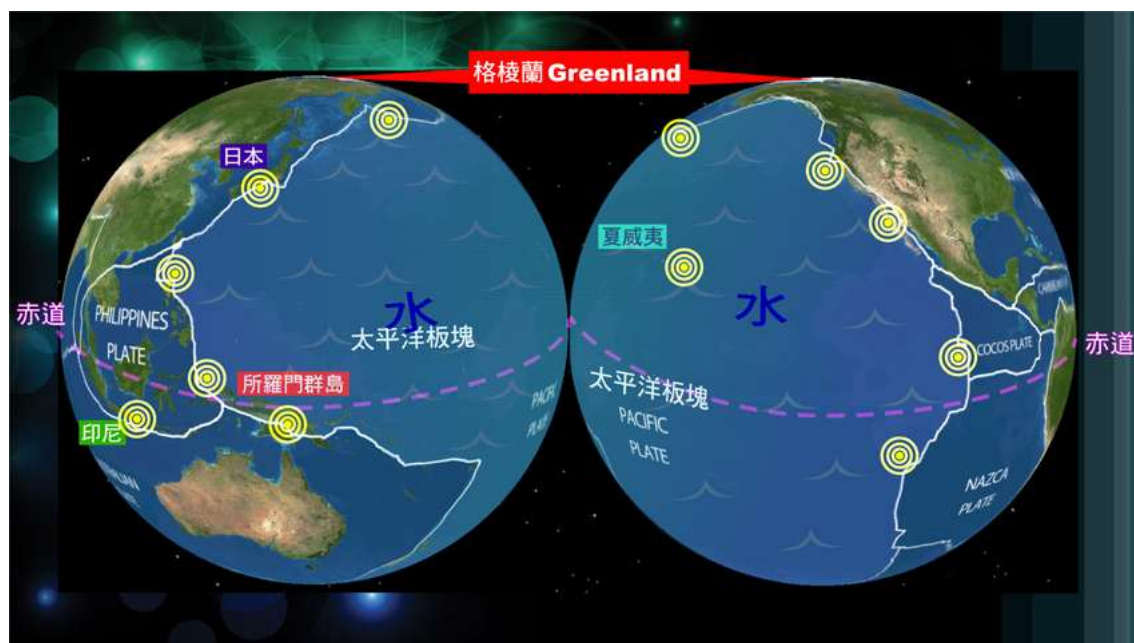 格棱蘭 Greenland
日本
夏威夷
赤道
水
水
PHILIPPINES
PLATE
太平洋板塊
COCOS PLATE
赤道
所羅門群島
太平洋板塊
PACIFIC
PLATE
印尼
NAZCA
PLATE